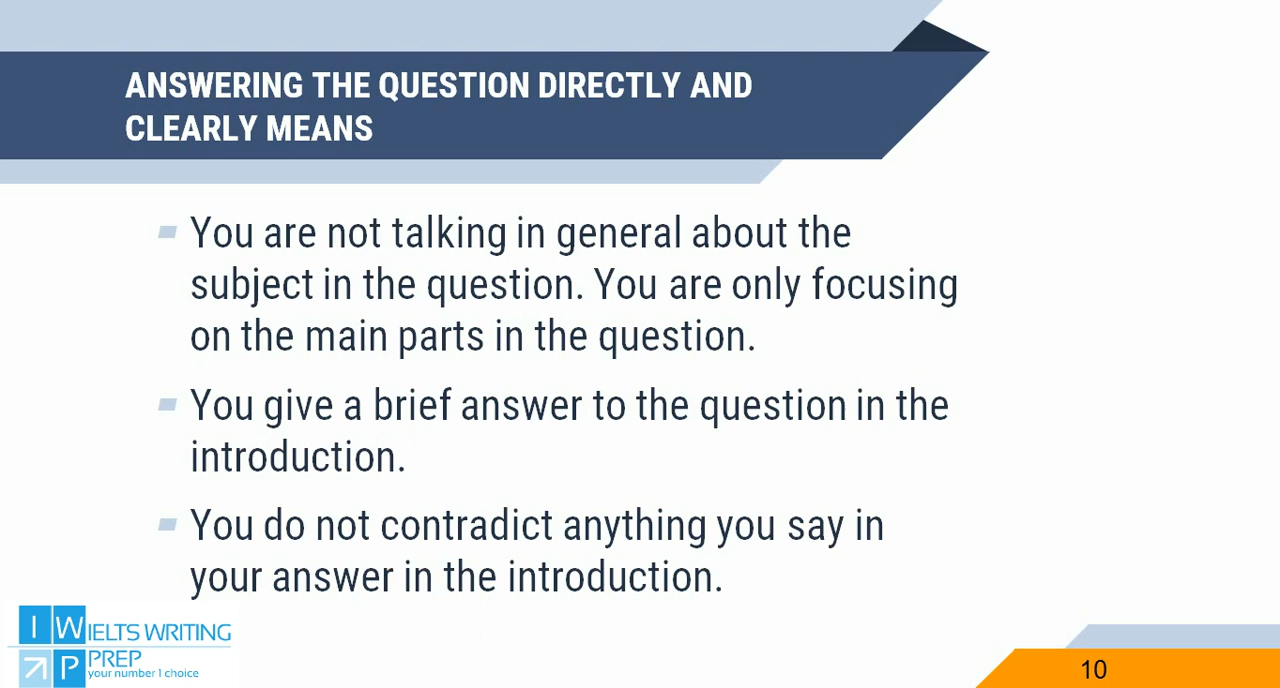 ANSWERING THE QUESTION DIRECTLY AND
CLEARLY MEANS
You are not talking in general about the
subject in the question. You are only focusing
on the main parts in the question.
You give a brief answer to the question in the
introduction.
You do not contradict anything you say in
your answer in the introduction.
IW IELTS WRITING
P PREP
your number 1 choice
10